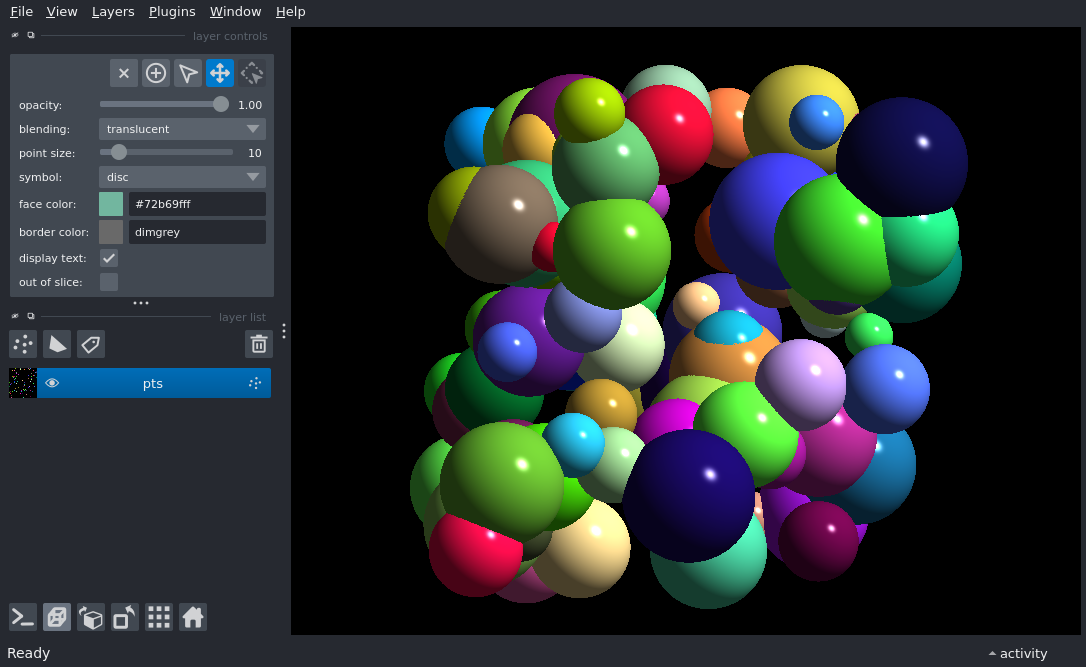 File View Layers Plugins Window Help
layer controls
opacity: 1.00
blending: translucent
point size: 10
symbol: disc
face color: #72b69fff
border color: dimgrey
display text:
out of slice:
layer list
pts
Ready
activity